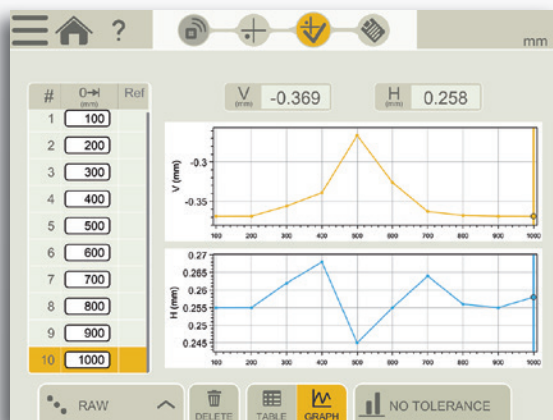 ?
mm
# 0 (mm) Ref
1 100
2 200
3 300
4 400
5 500
6 600
7 700
8 800
9 900
10 1000
V (mm) -0.369
H (mm) 0.258
V (mm)
-0.3
-0.35
100 200 300 400 500 600 700 800 900 1000
H (mm)
0.27
0.265
0.26
0.255
0.25
0.245
100 200 300 400 500 600 700 800 900 1000
RAW
DELETE
TABLE
GRAPH
NO TOLERANCE